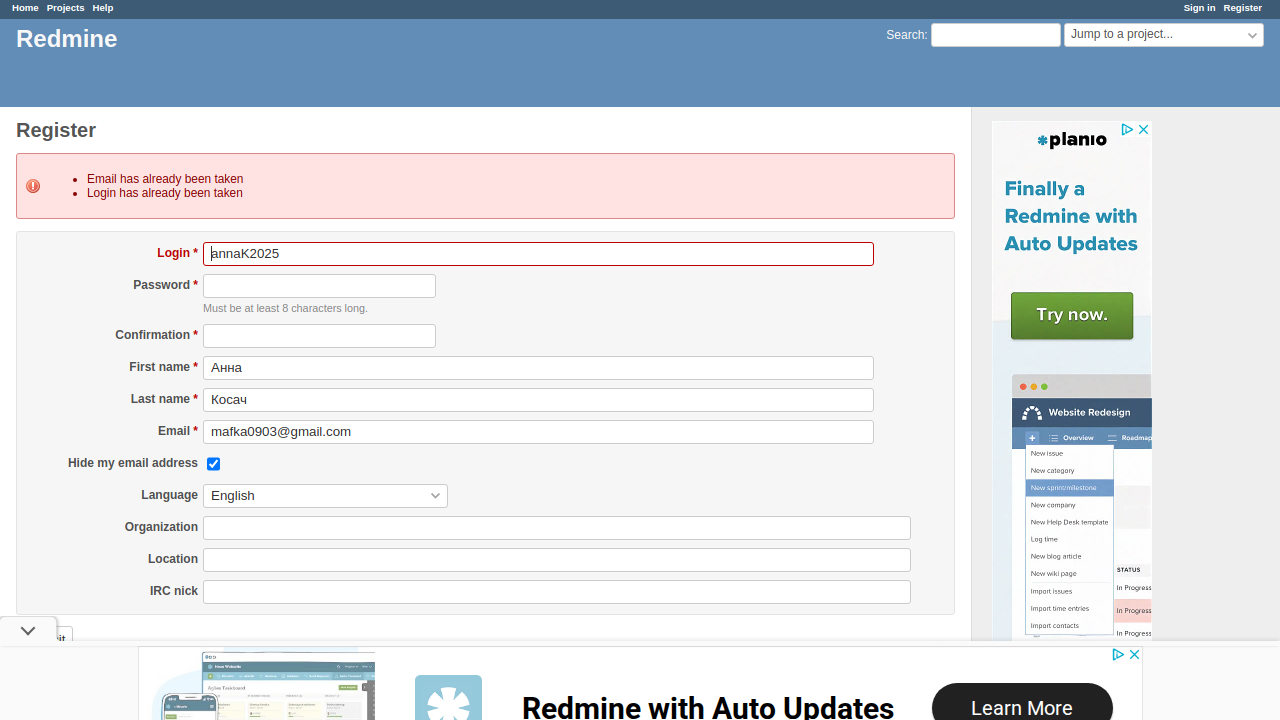 Home Projects Help Sign in Register
Redmine
Search: Jump to a project...
Register
Email has already been taken
Login has already been taken
Login * annaK2025
Password *
Must be at least 8 characters long.
Confirmation *
First name * Анна
Last name * Косач
Email * mafka0903@gmail.com
Hide my email address
Language English
Organization
Location
IRC nick
planio
Finally a
Redmine with
Auto Updates
Try now.
Website Redesign
+ Overview Roadmap
New issue
New category
New sprint/milestone
New company
New Help Desk template
Log time
New blog article
New wiki page
Import issues
Import time entries
Import contacts
STATUS
In Progress
In Progress
In Progress
Redmine with Auto Updates
Learn More